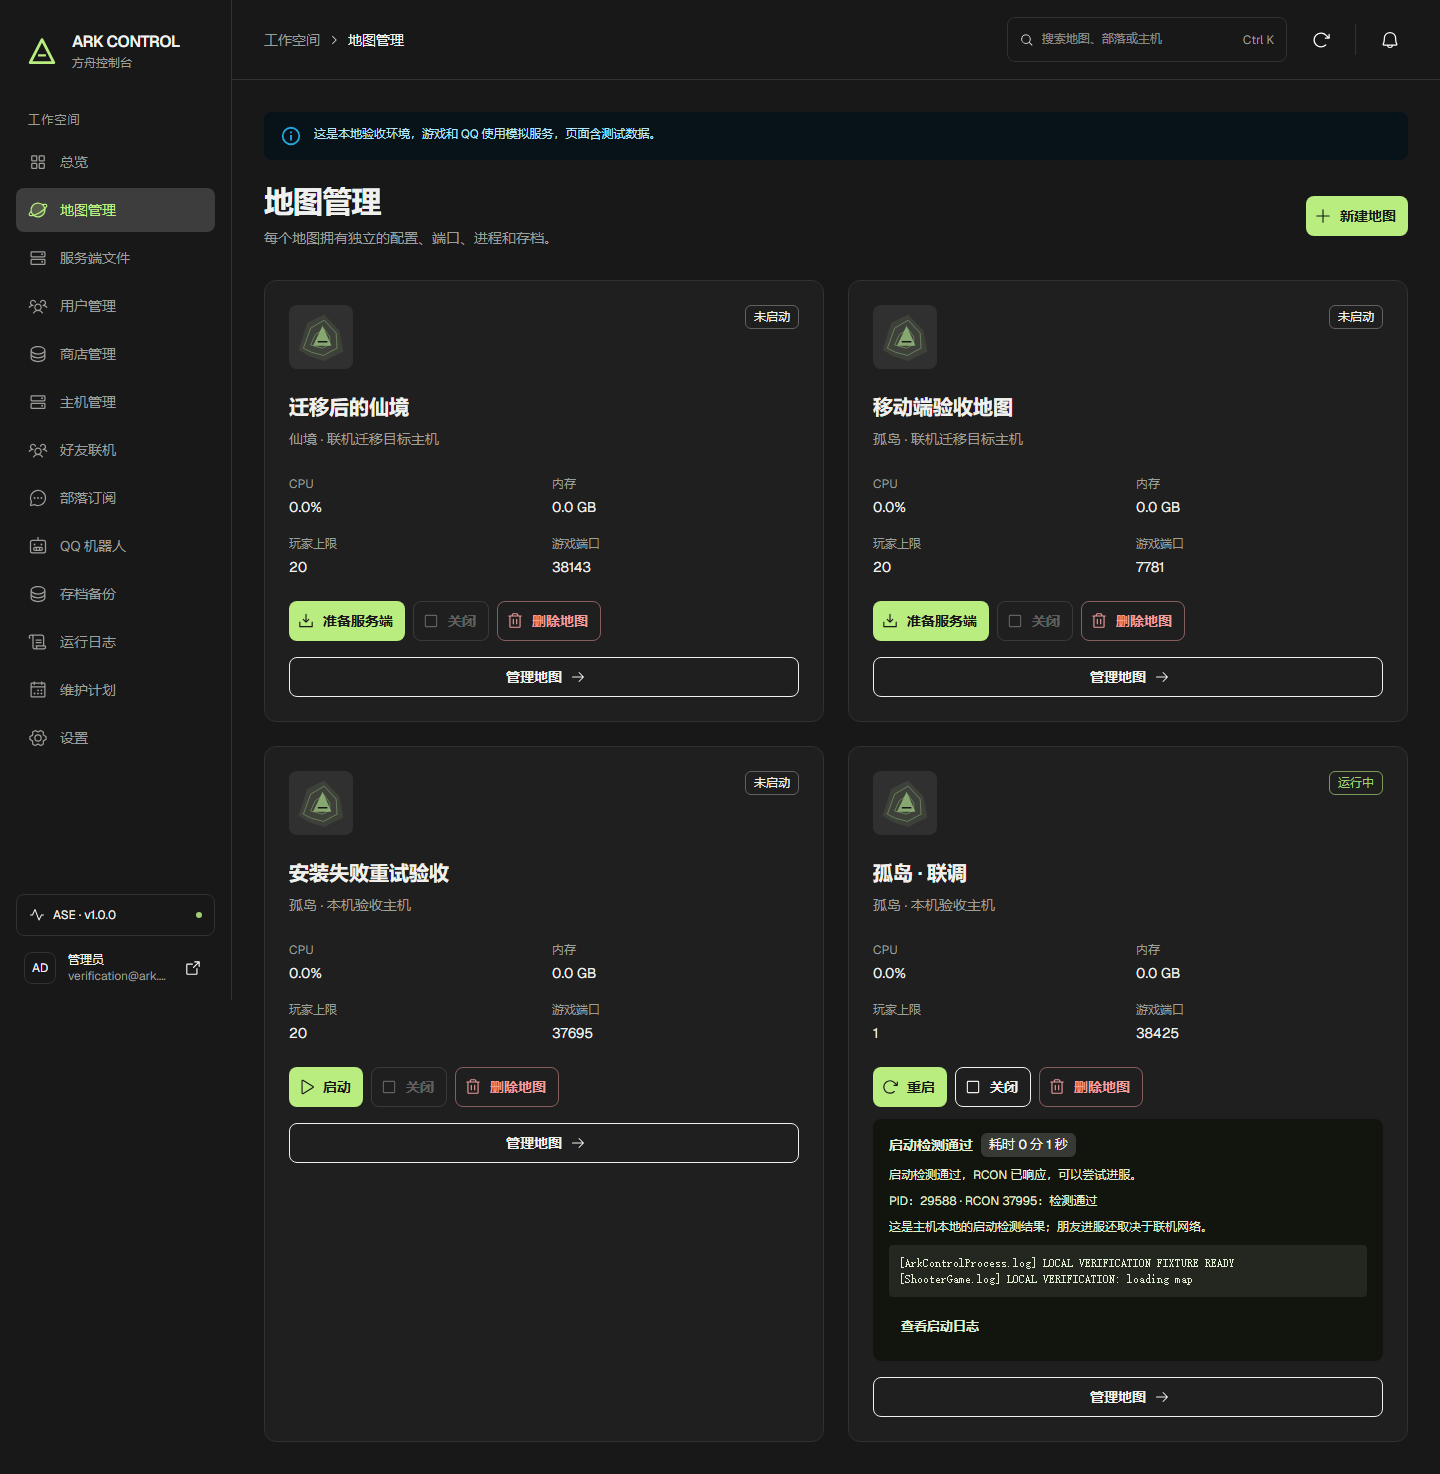 ARK CONTROL
方舟控制台
工作空间
总览
地图管理
服务端文件
用户管理
商店管理
主机管理
好友联机
部落订阅
QQ 机器人
存档备份
运行日志
维护计划
设置
ASE · v1.0.0
AD
管理员
verification@ark....
工作空间 > 地图管理
搜索地图、部落或主机 Ctrl K
这是本地验收环境，游戏和 QQ 使用模拟服务，页面含测试数据。
地图管理
每个地图拥有独立的配置、端口、进程和存档。
新建地图
未启动
迁移后的仙境
仙境 · 联机迁移目标主机
CPU 内存
0.0% 0.0 GB
玩家上限 游戏端口
20 38143
准备服务端 关闭 删除地图
管理地图 →
未启动
移动端验收地图
孤岛 · 联机迁移目标主机
CPU 内存
0.0% 0.0 GB
玩家上限 游戏端口
20 7781
准备服务端 关闭 删除地图
管理地图 →
未启动
安装失败重试验收
孤岛 · 本机验收主机
CPU 内存
0.0% 0.0 GB
玩家上限 游戏端口
20 37695
启动 关闭 删除地图
管理地图 →
运行中
孤岛 · 联调
孤岛 · 本机验收主机
CPU 内存
0.0% 0.0 GB
玩家上限 游戏端口
1 38425
重启 关闭 删除地图
启动检测通过 耗时 0 分 1 秒
启动检测通过，RCON 已响应，可以尝试进服。
PID：29588 · RCON 37995：检测通过
这是主机本地的启动检测结果；朋友进服还取决于联机网络。
[ArkControlProcess.log] LOCAL VERIFICATION FIXTURE READY
[ShooterGame.log] LOCAL VERIFICATION: loading map
查看启动日志
管理地图 →